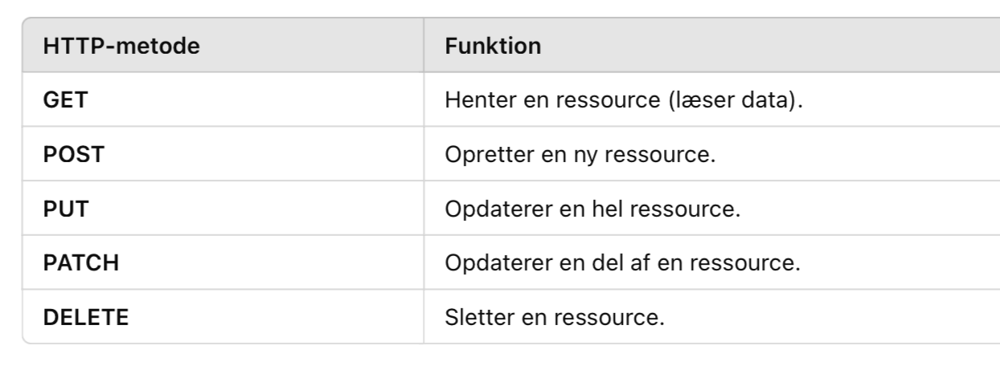 HTTP-metode Funktion
GET Henter en ressource (læser data).
POST Opretter en ny ressource.
PUT Opdaterer en hel ressource.
PATCH Opdaterer en del af en ressource.
DELETE Sletter en ressource.